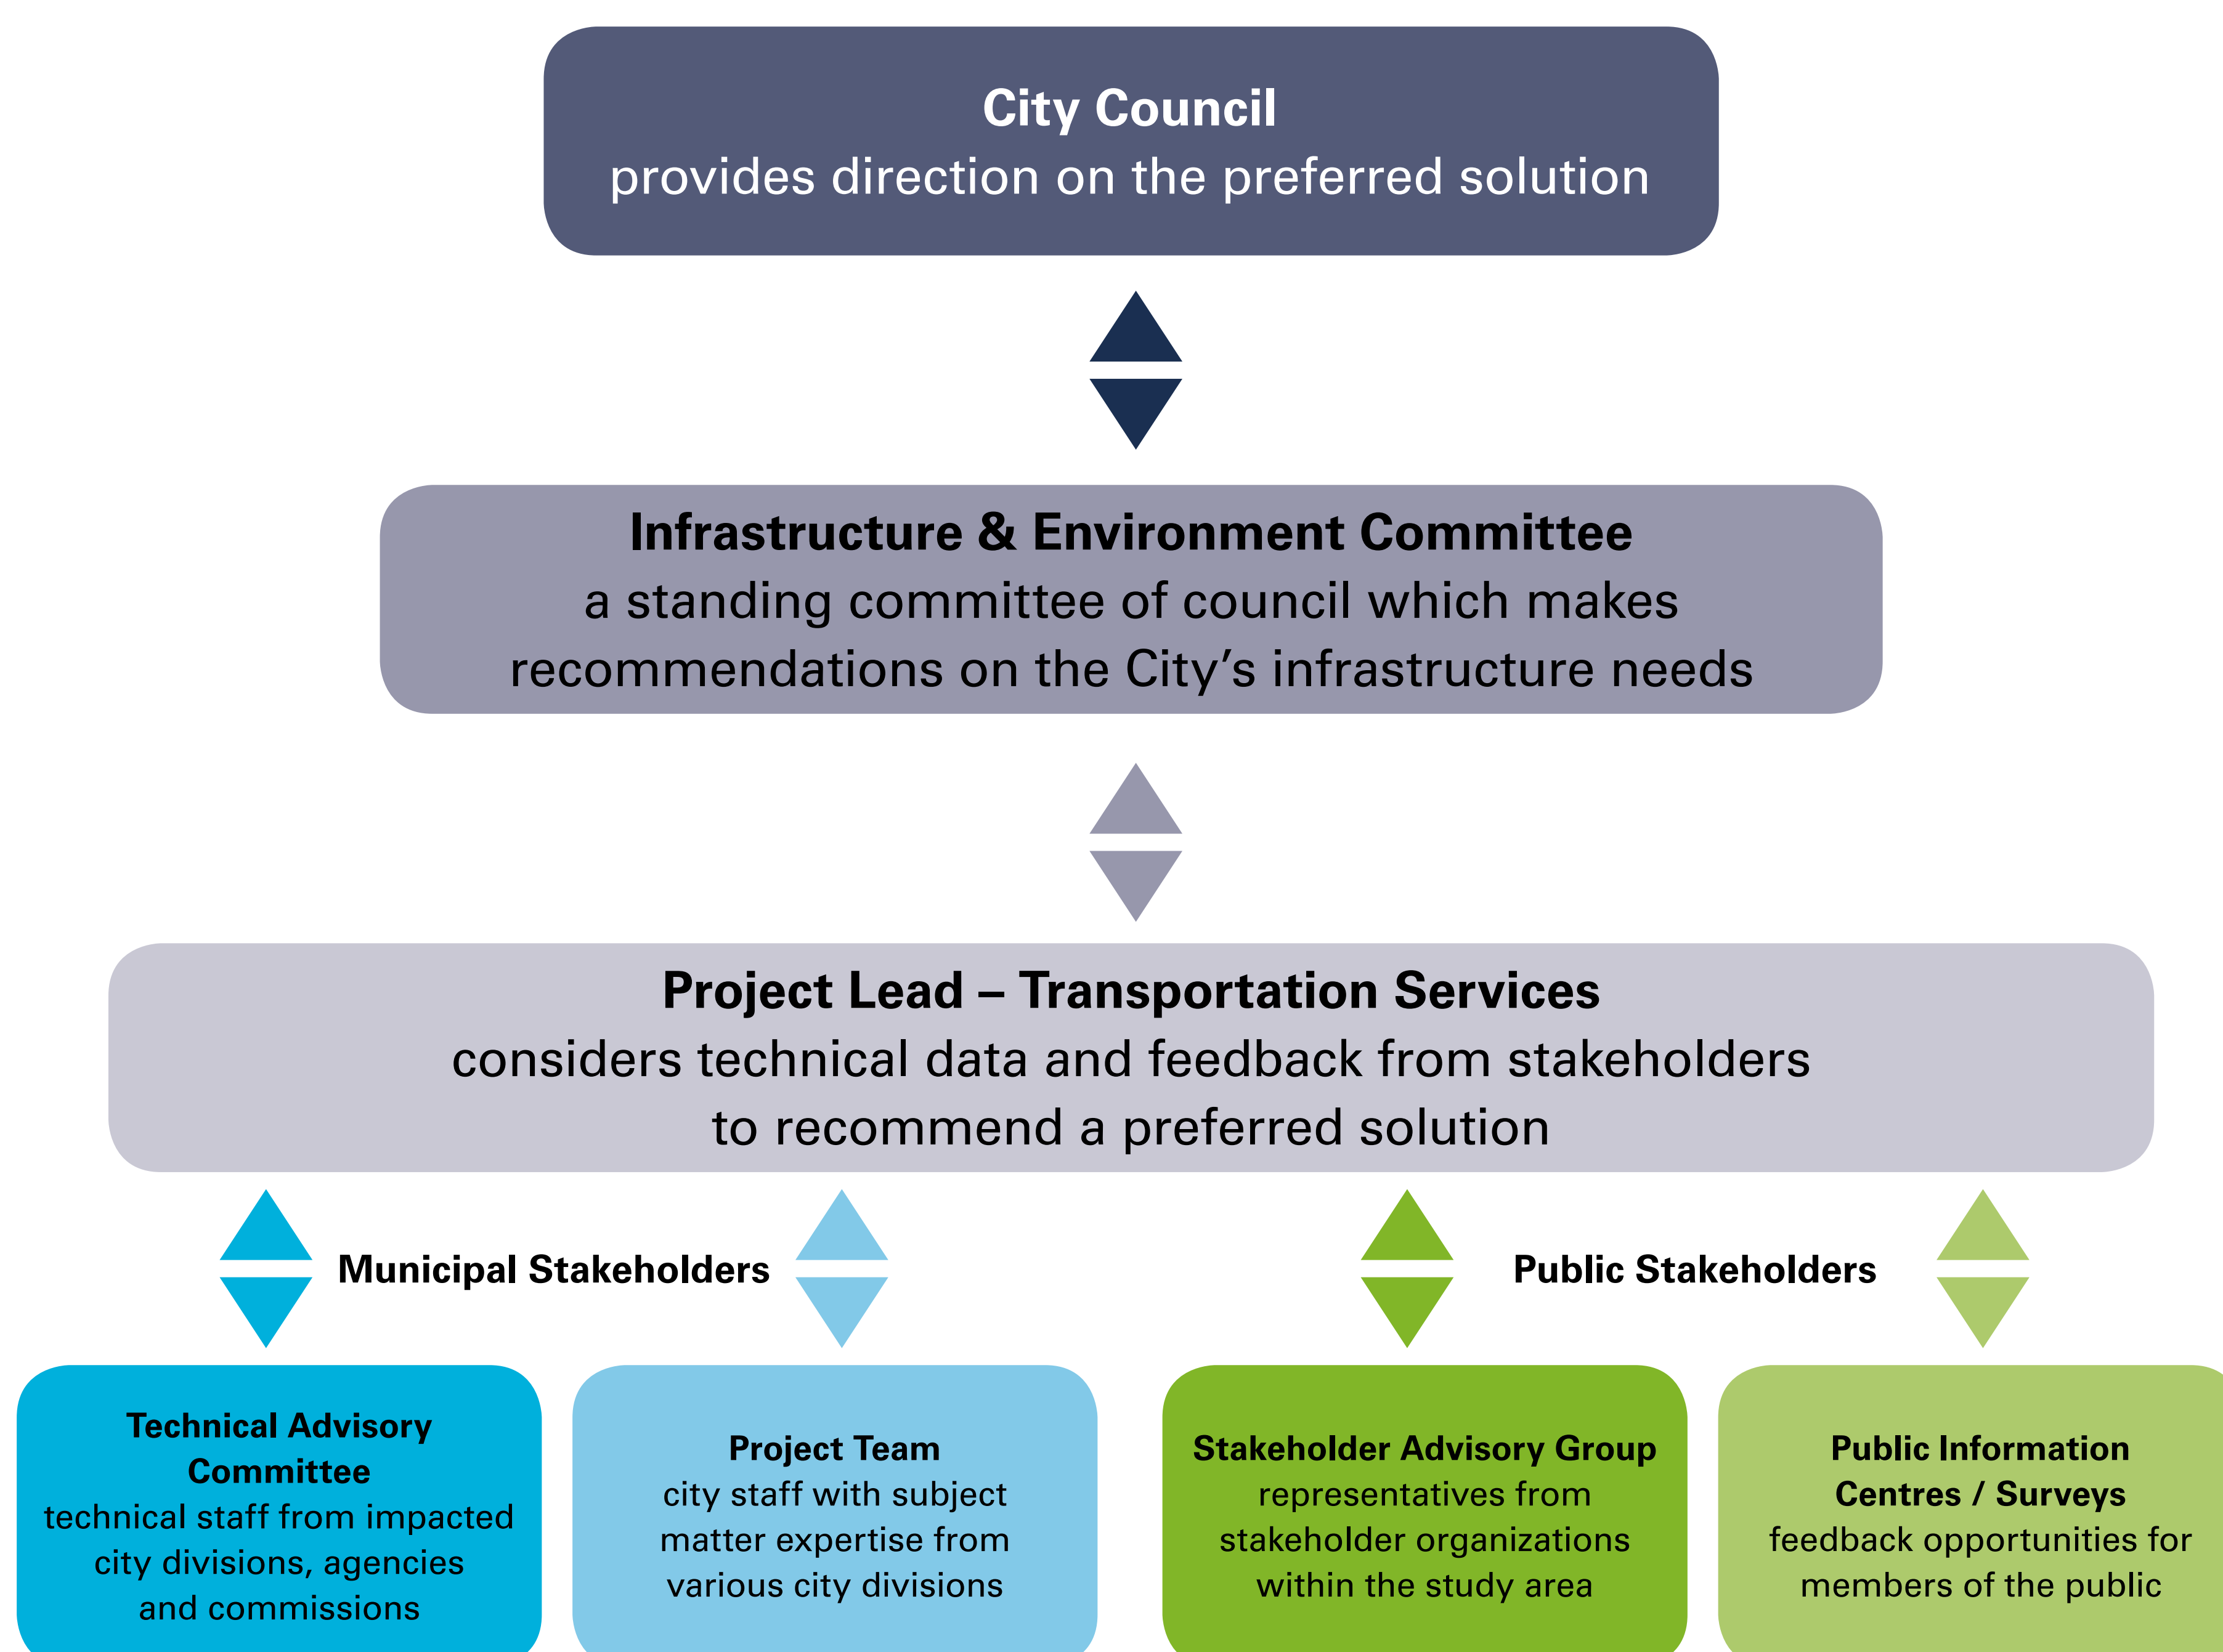 City Council
provides direction on the preferred solution
Infrastructure & Environment Committee
a standing committee of council which makes
recommendations on the City’s infrastructure needs
Project Lead – Transportation Services
considers technical data and feedback from stakeholders
to recommend a preferred solution
Municipal Stakeholders
Public Stakeholders
Technical Advisory
Committee
technical staff from impacted
city divisions, agencies
and commissions
Project Team
city staff with subject
matter expertise from
various city divisions
Stakeholder Advisory Group
representatives from
stakeholder organizations
within the study area
Public Information
Centres / Surveys
feedback opportunities for
members of the public